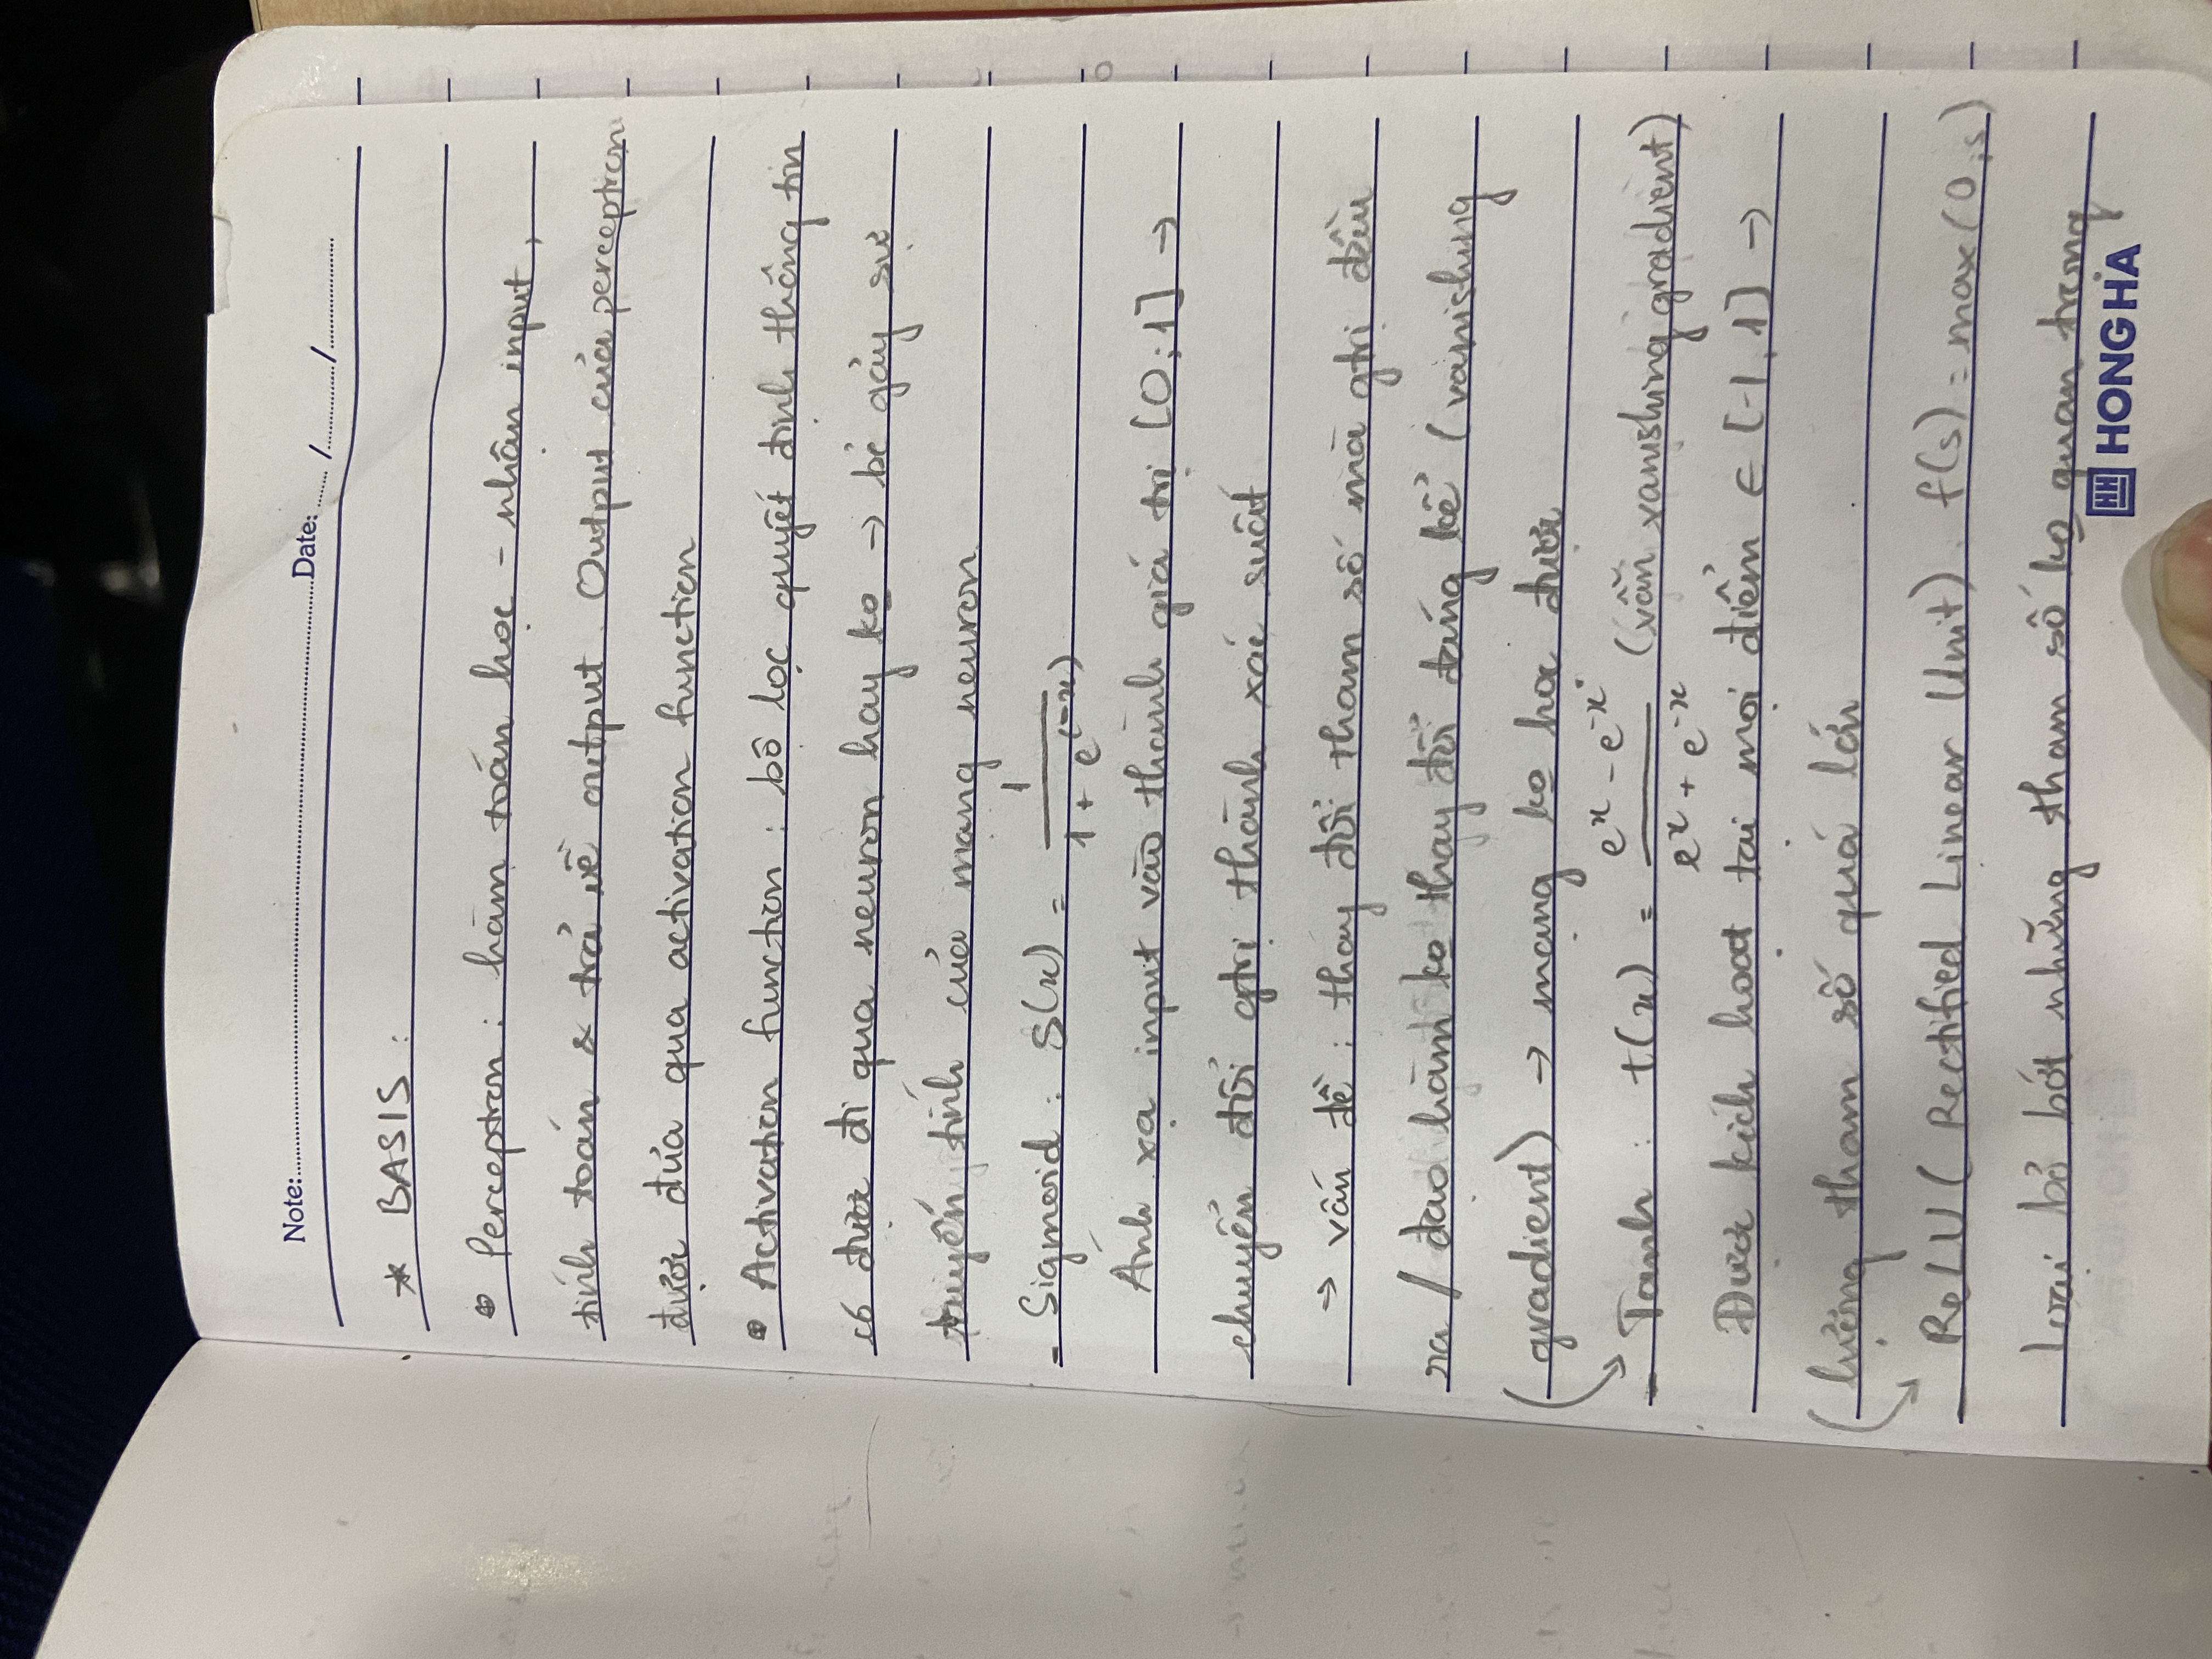 Note: Date: / /
* BASIS :
• Perceptron : hàm toán học - nhận input,
tính toán & trả về output. Output của perceptron
được đưa qua activation function
• Activation function : bộ lọc quyết định thông tin
có được đi qua neuron hay ko → bẻ gãy sự
tuyến tính của mạng neuron.
- Sigmoid : S(x) = 1 / (1 + e^(-x))
Ánh xạ input vào thành giá trị [0;1] →
chuyển đổi gtrị thành xác suất
→ vấn đề : thay đổi tham số mà gtrị đầu
ra / đạo hàm ko thay đổi đáng kể (vanishing
gradient) → mạng ko học được
- Tanh : t(x) = (e^x - e^-x) / (e^x + e^-x) (vẫn vanishing gradient)
Được kích hoạt tại mọi điểm ∈ [-1,1] →
lượng tham số quá lớn
- ReLU ( Rectified Linear Unit). f(s) = max(0;s)
Loại bỏ bớt những tham số ko quan trọng
HH HONG HA